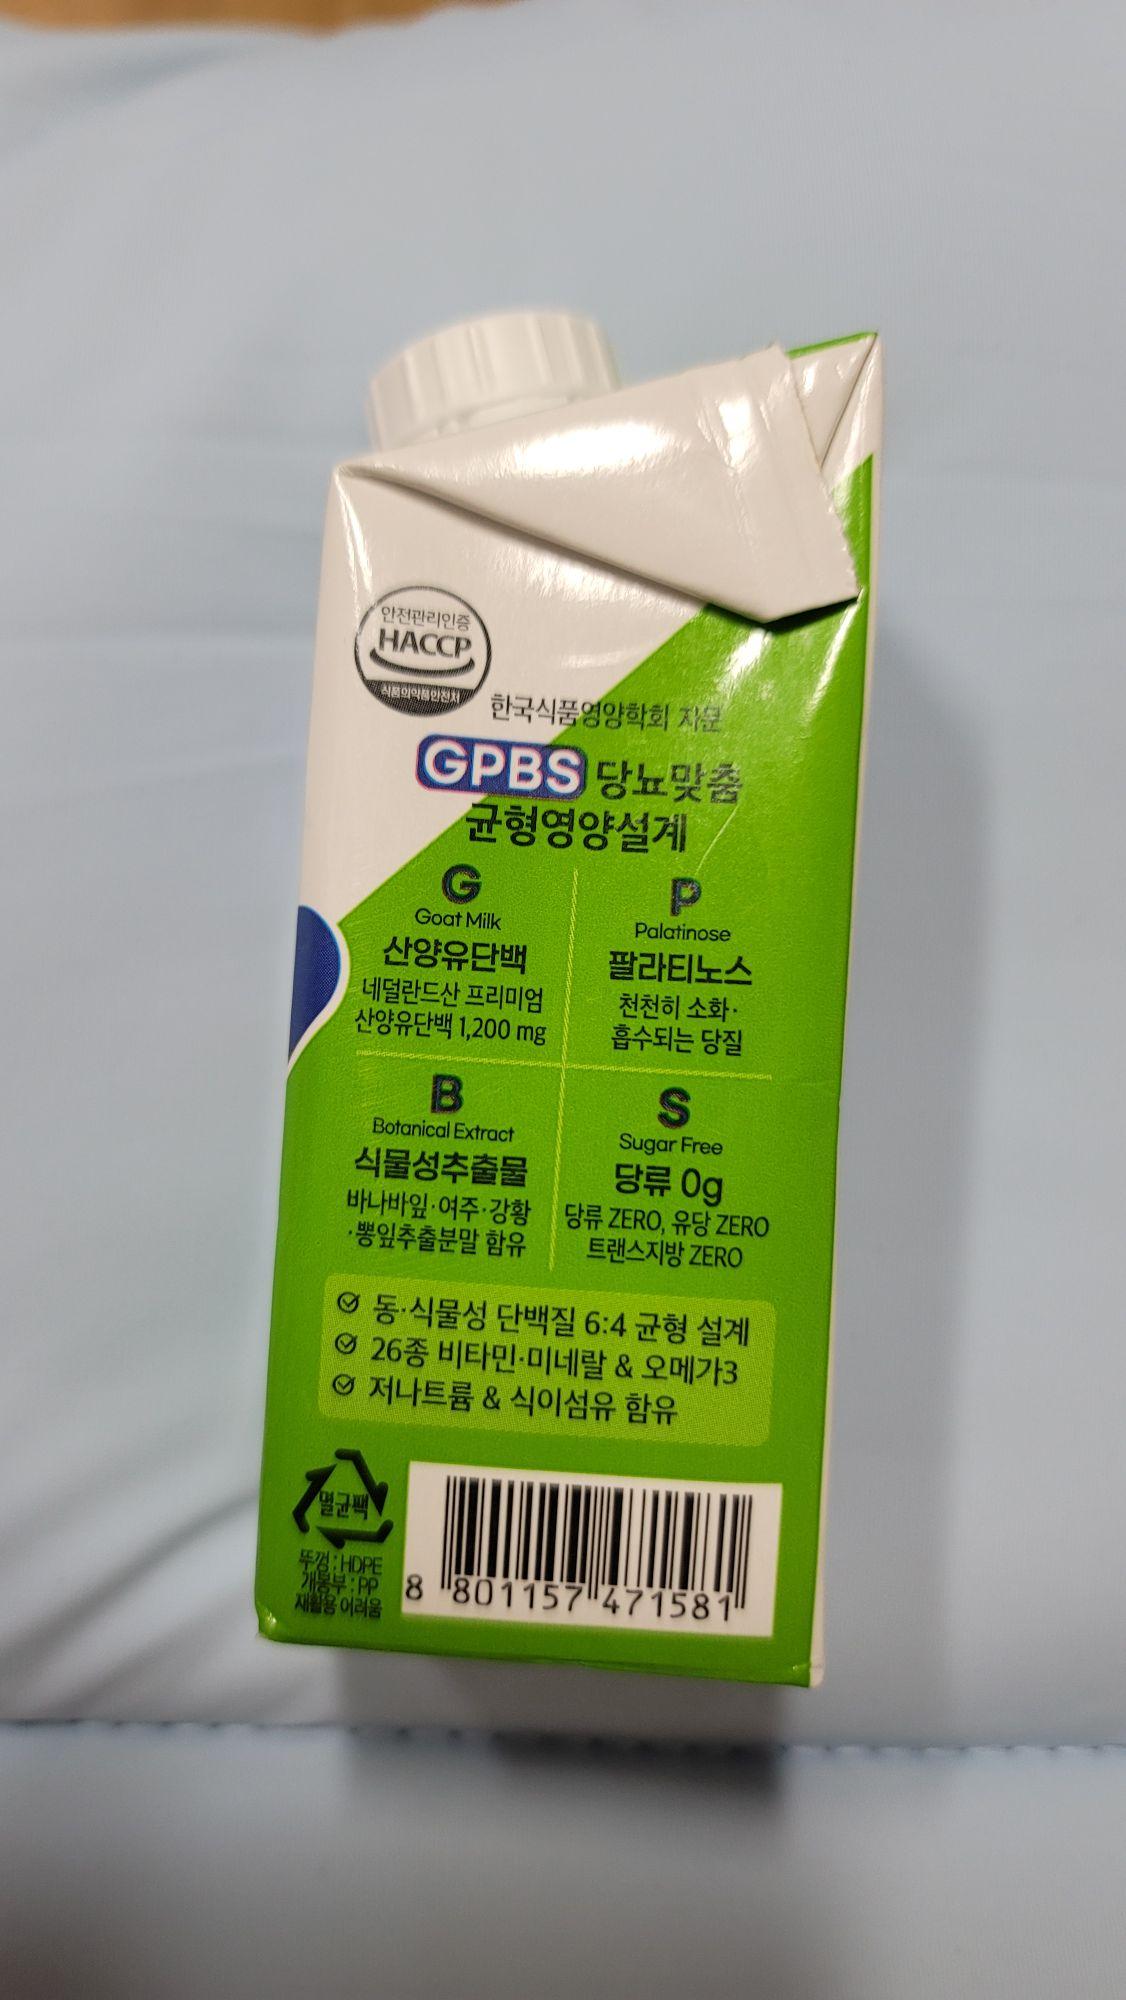 안전관리인증
HACCP
식품의약품안전처
한국식품영양학회 자문
GPBS 당뇨맞춤
균형영양설계
G
Goat Milk
산양유단백
네덜란드산 프리미엄
산양유단백 1,200 mg
P
Palatinose
팔라티노스
천천히 소화·
흡수되는 당질
B
Botanical Extract
식물성추출물
바나바잎·여주·강황
·뽕잎추출분말 함유
S
Sugar Free
당류 0g
당류 ZERO, 유당 ZERO
트랜스지방 ZERO
동·식물성 단백질 6:4 균형 설계
26종 비타민·미네랄 & 오메가3
저나트륨 & 식이섬유 함유
멸균팩
뚜껑 : HDPE
개봉부 : PP
재활용 어려움
8 801157 471581